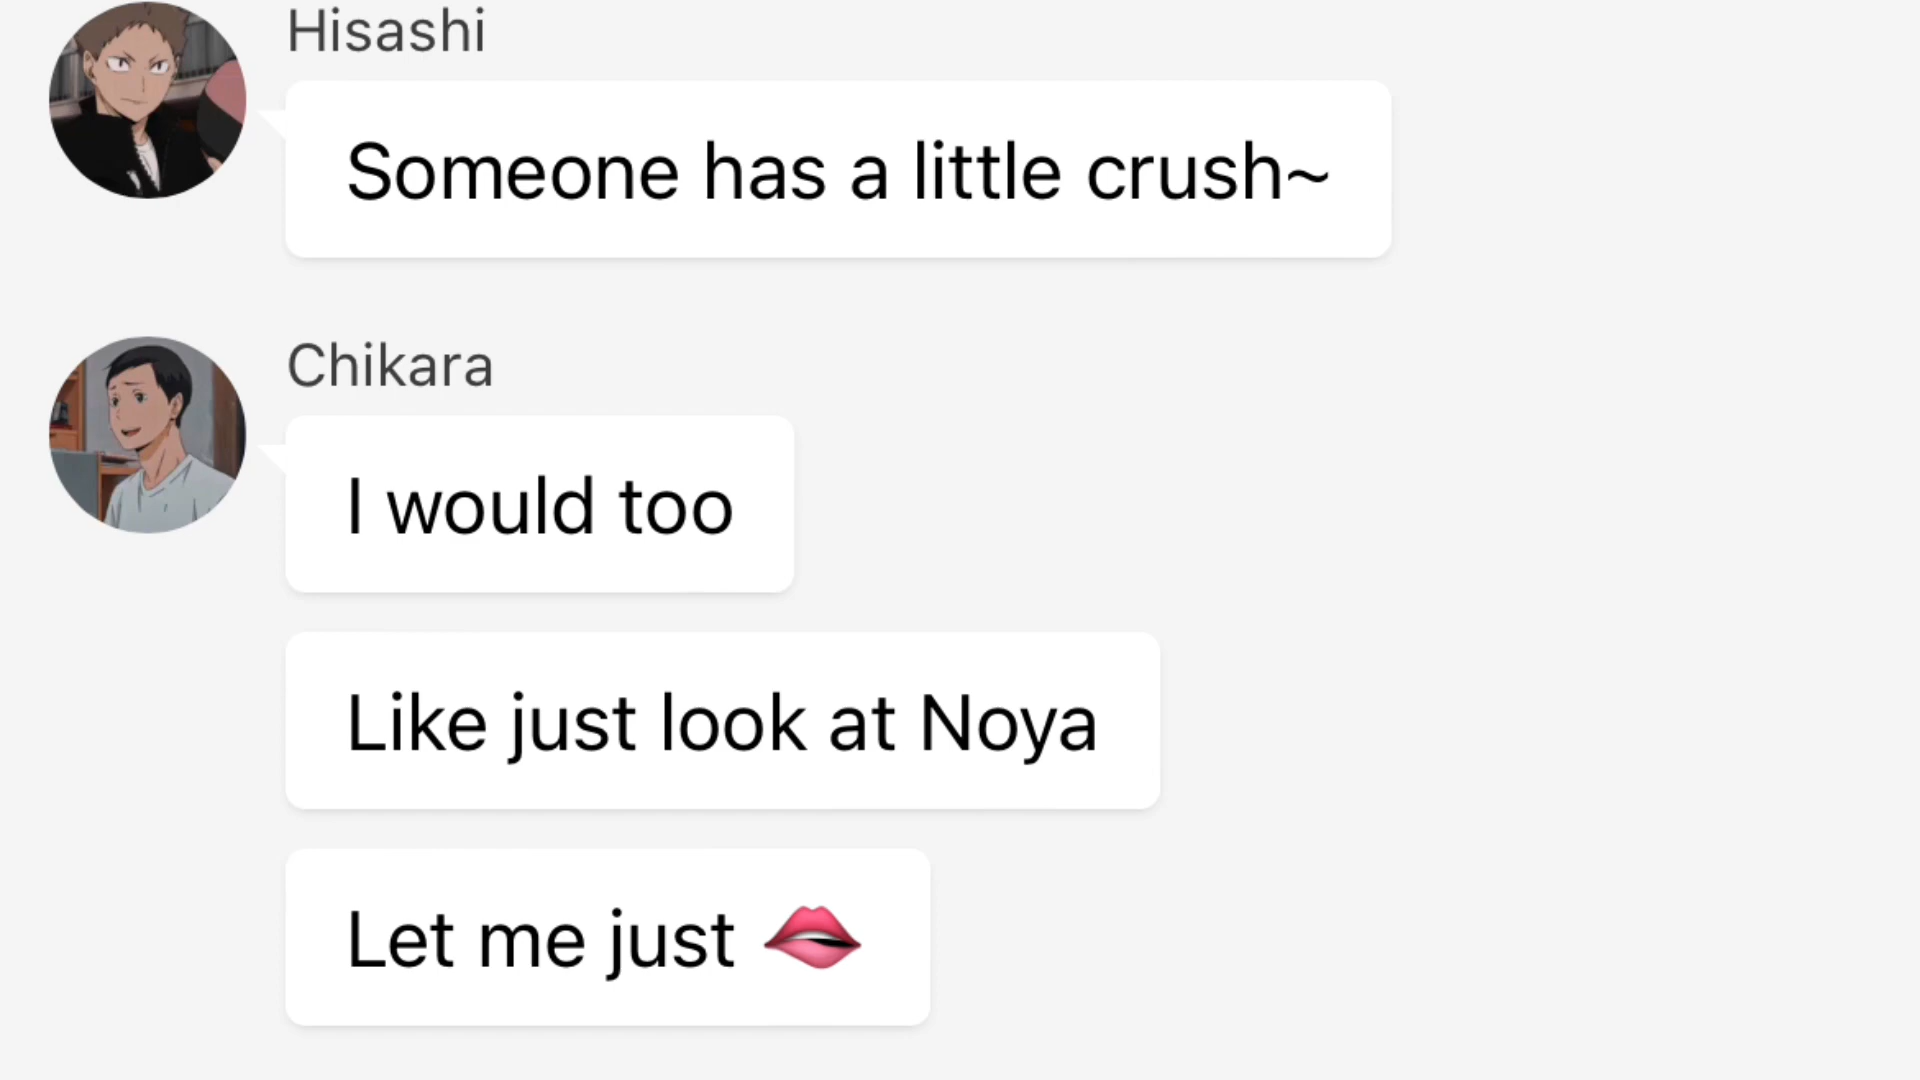 Hisashi
Someone has a little crush~
Chikara
I would too
Like just look at Noya
Let me just 🫦